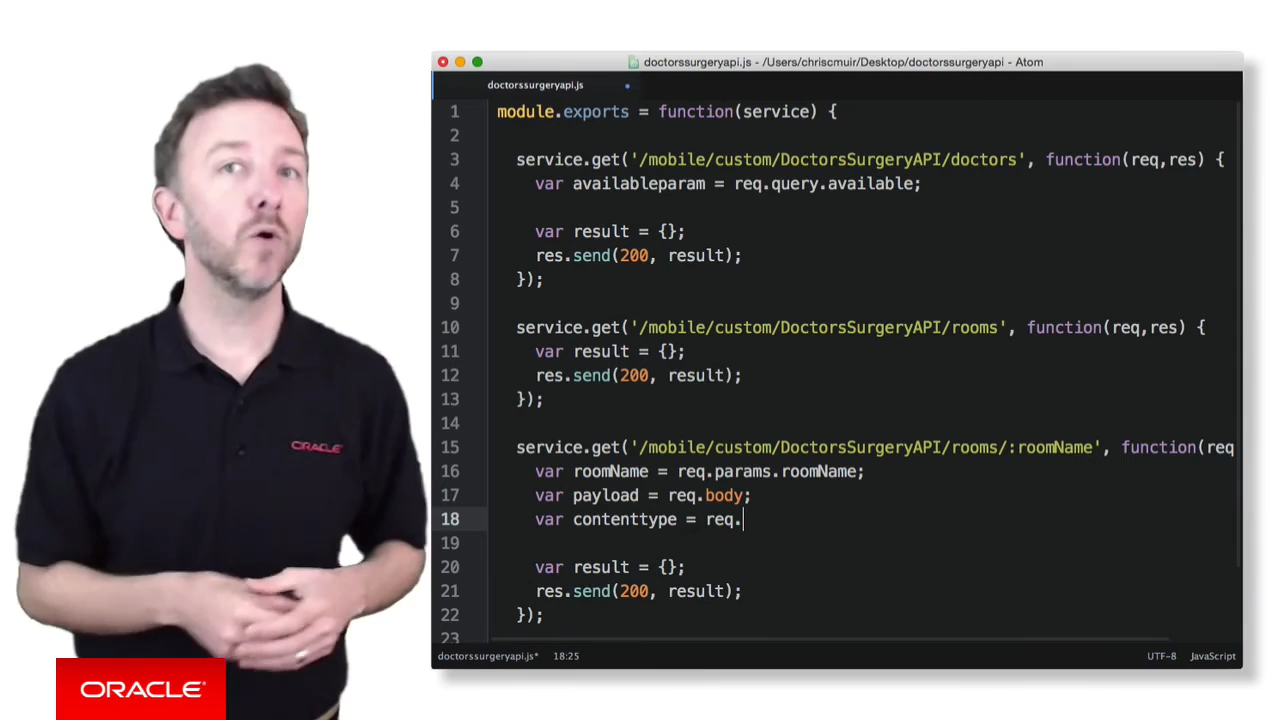 doctorssurgeryapi.js - /Users/chriscmuir/Desktop/doctorssurgeryapi - Atom
doctorssurgeryapi.js
1 module.exports = function(service) {
2
3 service.get('/mobile/custom/DoctorsSurgeryAPI/doctors', function(req,res) {
4 var availableparam = req.query.available;
5
6 var result = {};
7 res.send(200, result);
8 });
9
10 service.get('/mobile/custom/DoctorsSurgeryAPI/rooms', function(req,res) {
11 var result = {};
12 res.send(200, result);
13 });
14
15 service.get('/mobile/custom/DoctorsSurgeryAPI/rooms/:roomName', function(req
16 var roomName = req.params.roomName;
17 var payload = req.body;
18 var contenttype = req.
19
20 var result = {};
21 res.send(200, result);
22 });
23
doctorssurgeryapi.js* 18:25 UTF-8 JavaScript
ORACLE
ORACLE